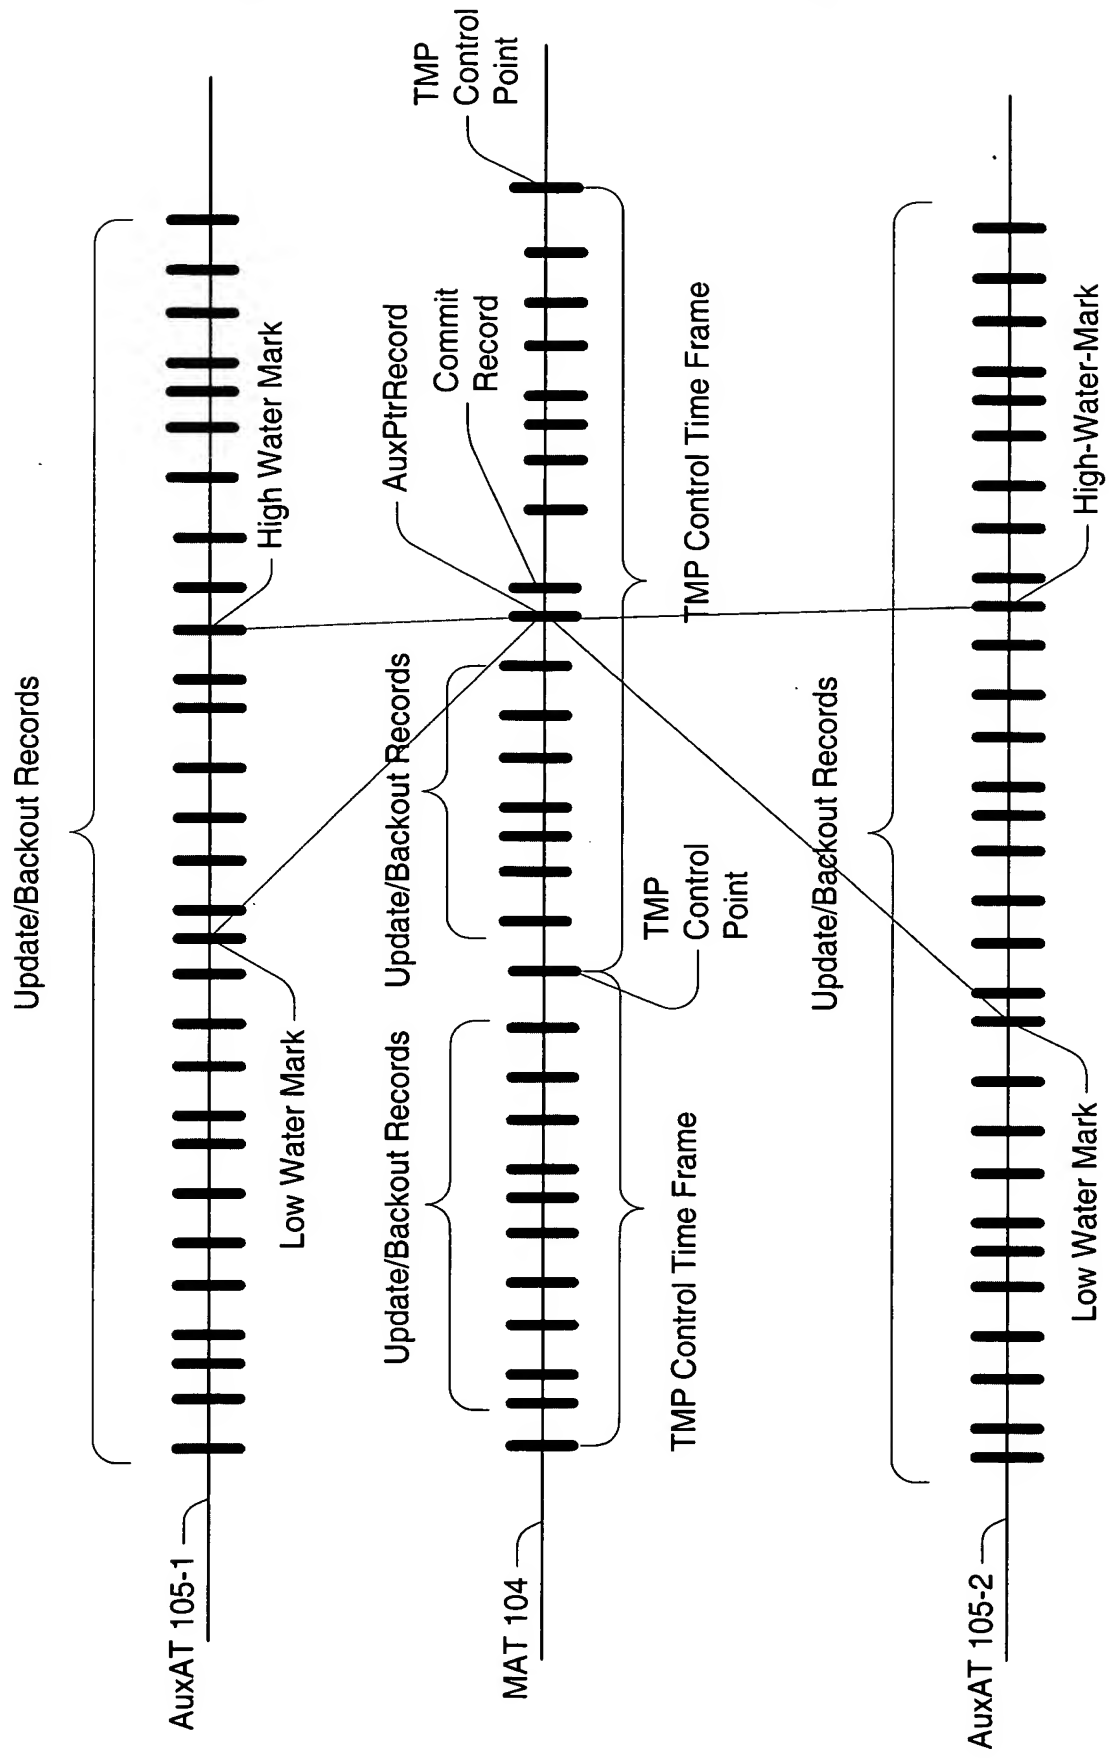 Update/Backout Records
AuxAT 105-1
Low Water Mark
High Water Mark
TMP
Control
Point
AuxPtrRecord
Commit
Record
Update/Backout Records
Update/Backout Records
MAT 104
TMP
Control
Point
TMP Control Time Frame
TMP Control Time Frame
Update/Backout Records
AuxAT 105-2
Low Water Mark
High-Water-Mark